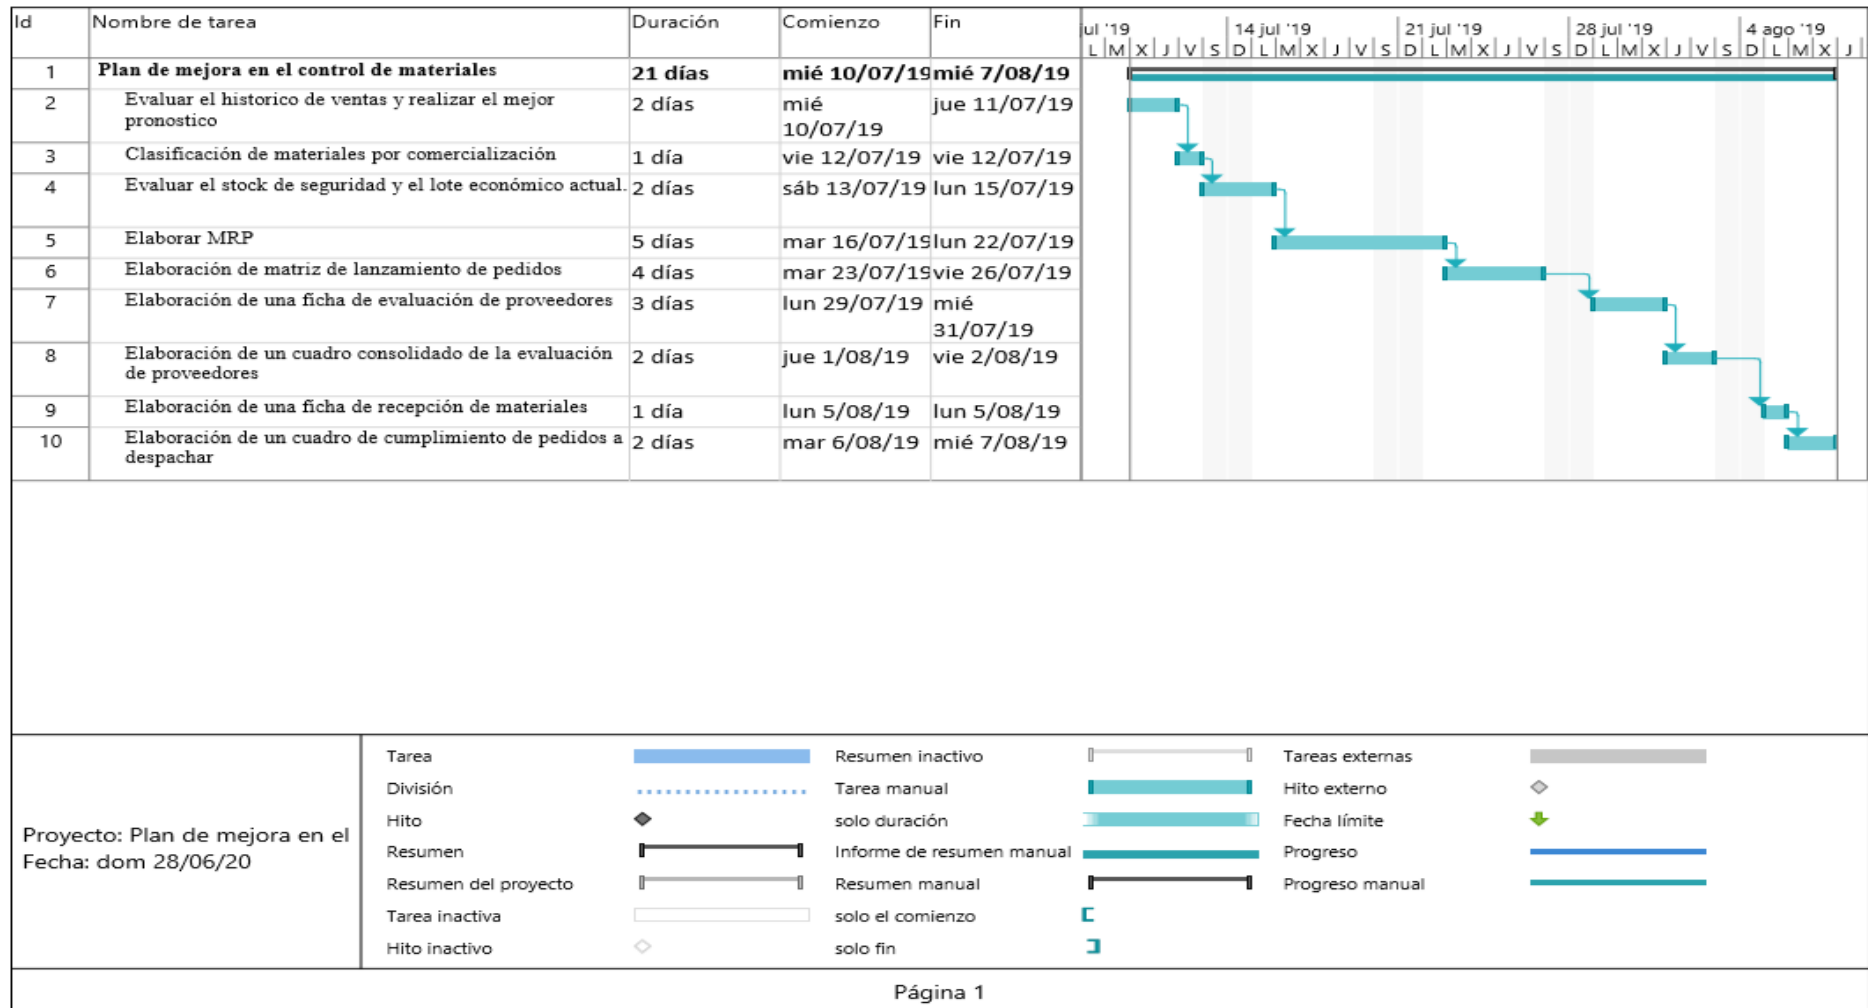 Id Nombre de tarea Duración Comienzo Fin
jul '19 14 jul '19 21 jul '19 28 jul '19 4 ago '19
L M X J V S D L M X J V S D L M X J V S D L M X J V S D L M X J
1 Plan de mejora en el control de materiales 21 días mié 10/07/19 mié 7/08/19
2 Evaluar el historico de ventas y realizar el mejor 2 días mié jue 11/07/19
pronostico 10/07/19
3 Clasificación de materiales por comercialización 1 día vie 12/07/19 vie 12/07/19
4 Evaluar el stock de seguridad y el lote económico actual. 2 días sáb 13/07/19 lun 15/07/19
5 Elaborar MRP 5 días mar 16/07/19 lun 22/07/19
6 Elaboración de matriz de lanzamiento de pedidos 4 días mar 23/07/19 vie 26/07/19
7 Elaboración de una ficha de evaluación de proveedores 3 días lun 29/07/19 mié
31/07/19
8 Elaboración de un cuadro consolidado de la evaluación 2 días jue 1/08/19 vie 2/08/19
de proveedores
9 Elaboración de una ficha de recepción de materiales 1 día lun 5/08/19 lun 5/08/19
10 Elaboración de un cuadro de cumplimiento de pedidos a 2 días mar 6/08/19 mié 7/08/19
despachar
Proyecto: Plan de mejora en el
Fecha: dom 28/06/20
Tarea
División
Hito
Resumen
Resumen del proyecto
Tarea inactiva
Hito inactivo
Resumen inactivo
Tarea manual
solo duración
Informe de resumen manual
Resumen manual
solo el comienzo
solo fin
Tareas externas
Hito externo
Fecha límite
Progreso
Progreso manual
Página 1